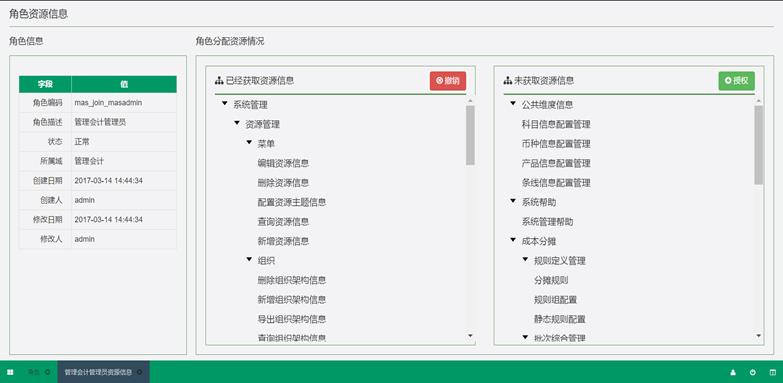 角色资源信息
角色信息
字段 值
角色编码 mas_join_masadmin
角色描述 管理会计管理员
状态 正常
所属域 管理会计
创建日期 2017-03-14 14:44:34
创建人 admin
修改日期 2017-03-14 14:44:34
修改人 admin
角色分配资源情况
已经获取资源信息 撤销
系统管理
资源管理
菜单
编辑资源信息
删除资源信息
配置资源主题信息
查询资源信息
新增资源信息
组织
删除组织架构信息
新增组织架构信息
导出组织架构信息
查询组织架构信息
未获取资源信息 授权
公共维度信息
科目信息配置管理
币种信息配置管理
产品信息配置管理
条线信息配置管理
系统帮助
系统管理帮助
成本分摊
规则定义管理
分摊规则
规则组配置
静态规则配置
批次综合管理
角色 管理会计管理员资源信息